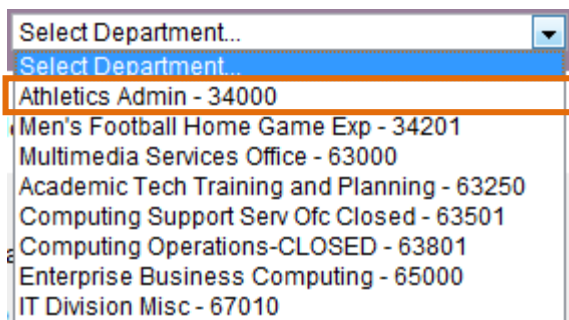 Select Department...
Select Department...
Athletics Admin - 34000
Men's Football Home Game Exp - 34201
Multimedia Services Office - 63000
Academic Tech Training and Planning - 63250
Computing Support Serv Ofc Closed - 63501
Computing Operations-CLOSED - 63801
Enterprise Business Computing - 65000
IT Division Misc - 67010